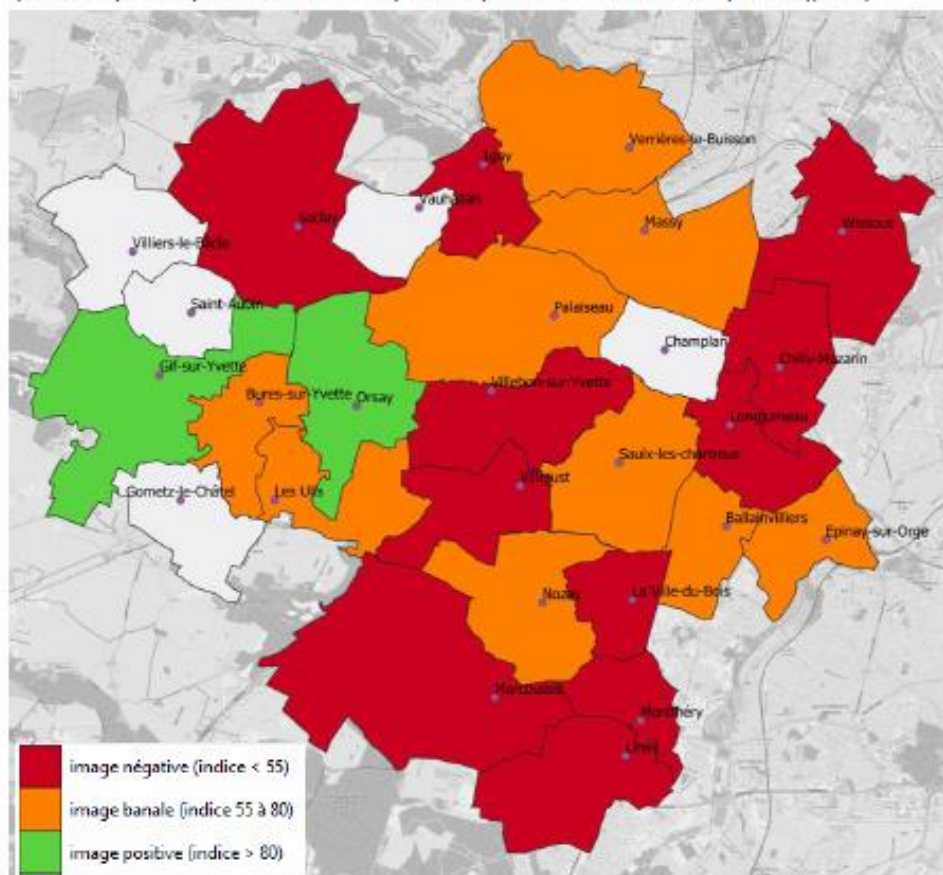 Verrières-le-Buisson
Igny
Vauhallan
Saclay
Massy
Wissous
Villiers-le-Bâcle
Saint-Aubin
Palaiseau
Champlan
Chilly-Mazarin
Gif-sur-Yvette
Villebon-sur-Yvette
Bures-sur-Yvette
Orsay
Longjumeau
Saulx-les-chartreux
Villejust
Gometz-le-Châtel
Les Ulis
Ballainvilliers
Epinay-sur-Orge
Nozay
La Ville-du-Bois
Marcoussis
Montlhéry
Linas
image négative (indice < 55)
image banale (indice 55 à 80)
image positive (indice > 80)